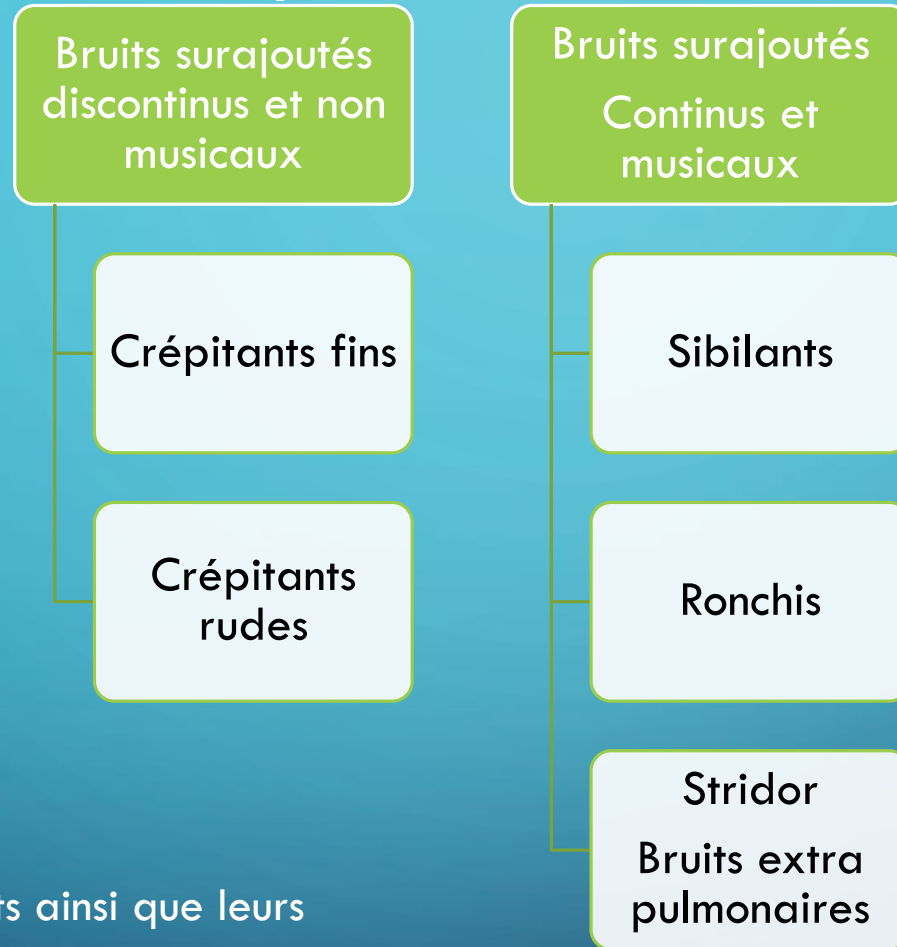 Bruits surajoutés
discontinus et non
musicaux
Crépitants fins
Crépitants
rudes
Bruits surajoutés
Continus et
musicaux
Sibilants
Ronchis
Stridor
Bruits extra
pulmonaires
ainsi que leurs